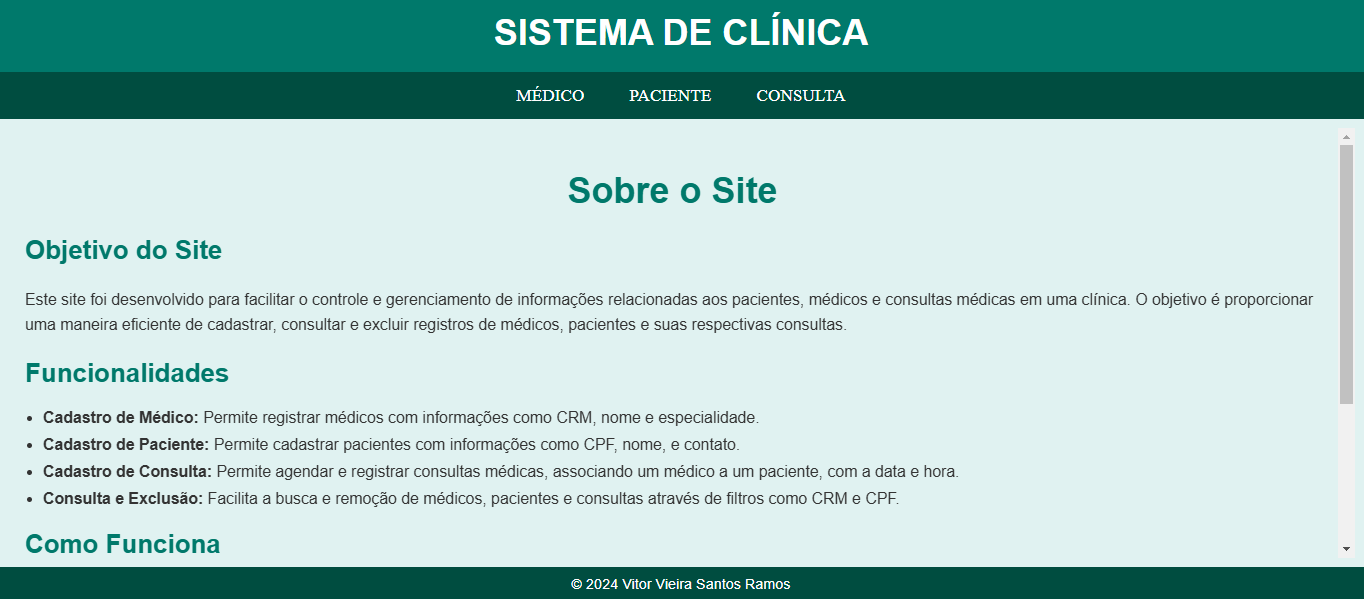 SISTEMA DE CLÍNICA
MÉDICO PACIENTE CONSULTA
Sobre o Site
Objetivo do Site
Este site foi desenvolvido para facilitar o controle e gerenciamento de informações relacionadas aos pacientes, médicos e consultas médicas em uma clínica. O objetivo é proporcionar
uma maneira eficiente de cadastrar, consultar e excluir registros de médicos, pacientes e suas respectivas consultas.
Funcionalidades
• Cadastro de Médico: Permite registrar médicos com informações como CRM, nome e especialidade.
• Cadastro de Paciente: Permite cadastrar pacientes com informações como CPF, nome, e contato.
• Cadastro de Consulta: Permite agendar e registrar consultas médicas, associando um médico a um paciente, com a data e hora.
• Consulta e Exclusão: Facilita a busca e remoção de médicos, pacientes e consultas através de filtros como CRM e CPF.
Como Funciona
© 2024 Vitor Vieira Santos Ramos